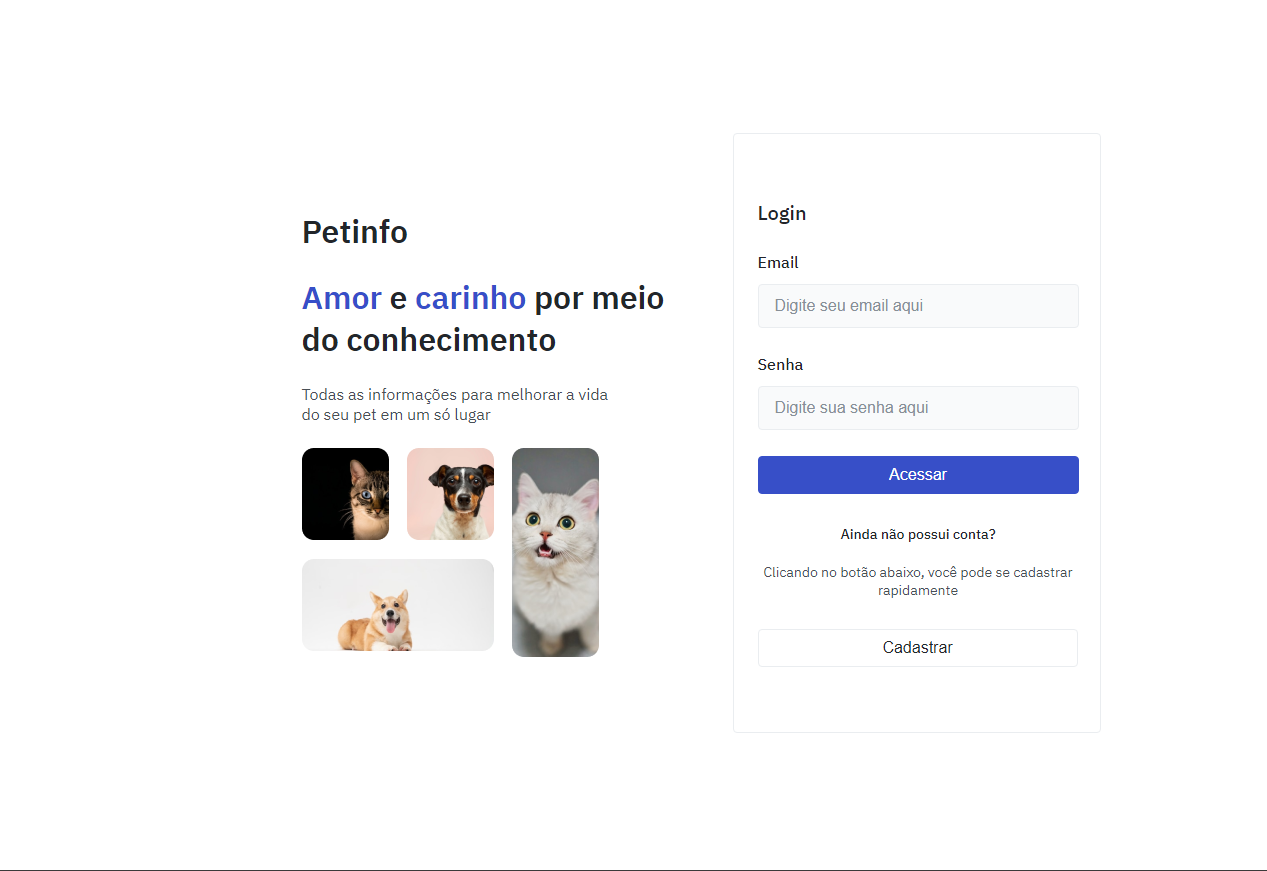 Petinfo
Amor e carinho por meio
do conhecimento
Todas as informações para melhorar a vida
do seu pet em um só lugar
Login
Email
Digite seu email aqui
Senha
Digite sua senha aqui
Acessar
Ainda não possui conta?
Clicando no botão abaixo, você pode se cadastrar
rapidamente
Cadastrar